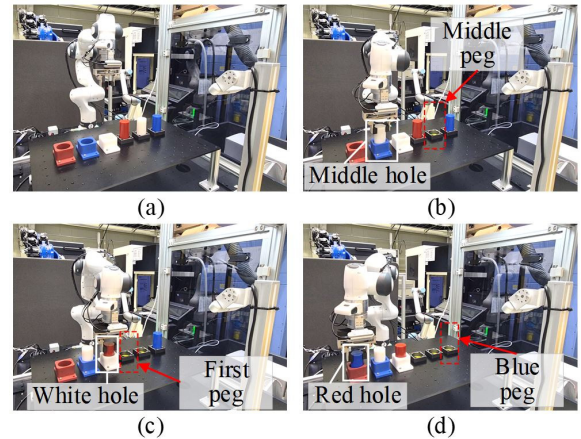 Middle
peg
Middle hole
(a)
(b)
White hole
First
peg
Red hole
Blue
peg
(c)
(d)